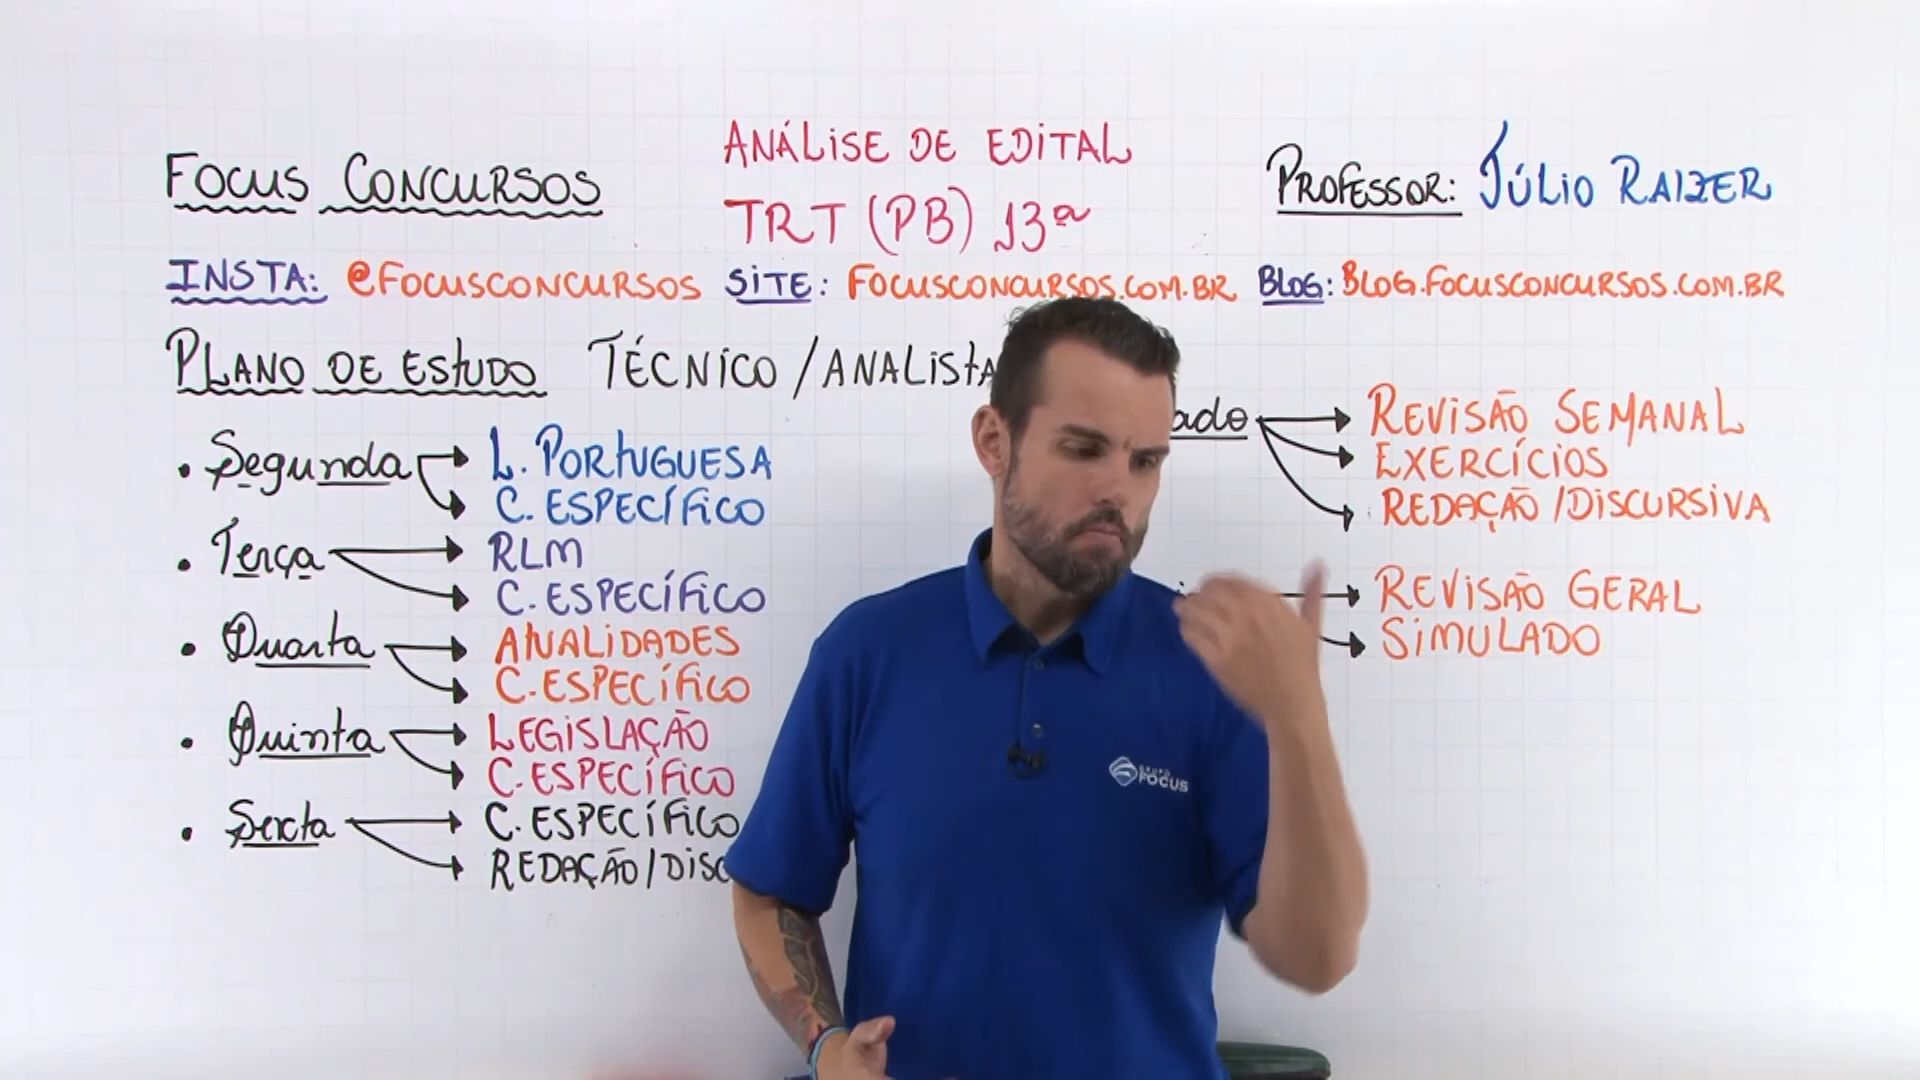 FOCUS CONCURSOS
ANÁLISE DE EDITAL
TRT (PB) 13ª
PROFESSOR: JÚLIO RAIZER
INSTA: @FOCUSCONCURSOS SITE: FOCUSCONCURSOS.COM.BR BLOG: BLOG.FOCUSCONCURSOS.COM.BR
PLANO DE ESTUDO TÉCNICO/ANALISTA
• Segunda L. PORTUGUESA
C. ESPECÍFICO
• Terça RLM
C. ESPECÍFICO
• Quarta ATUALIDADES
C. ESPECÍFICO
• Quinta LEGISLAÇÃO
C. ESPECÍFICO
• Sexta C. ESPECÍFICO
REDAÇÃO/DISC
ado REVISÃO SEMANAL
EXERCÍCIOS
REDAÇÃO/DISCURSIVA
REVISÃO GERAL
SIMULADO
GRUPO
FOCUS